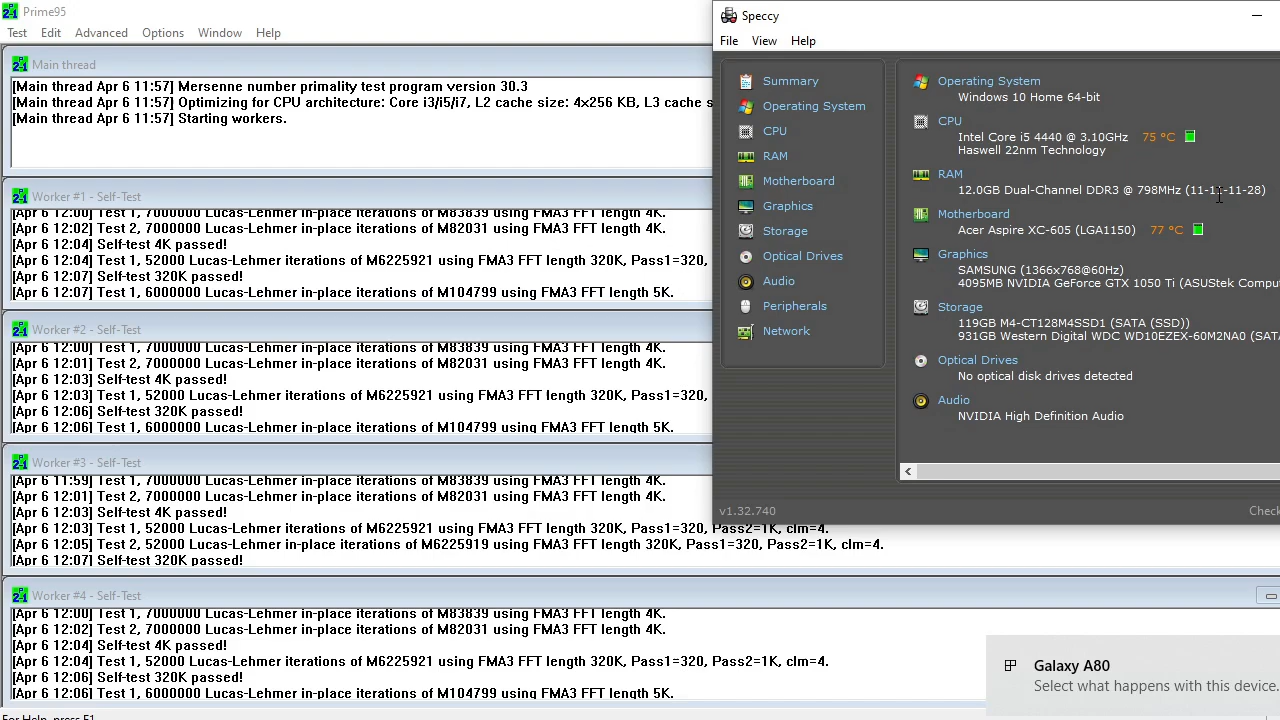 Prime95
Test Edit Advanced Options Window Help
Main thread
[Main thread Apr 6 11:57] Mersenne number primality test program version 30.3
[Main thread Apr 6 11:57] Optimizing for CPU architecture: Core i3/i5/i7, L2 cache size: 4x256 KB, L3 cache s
[Main thread Apr 6 11:57] Starting workers.
Worker #1 - Self-Test
[Apr 6 12:00] Test 1, 7000000 Lucas-Lehmer in-place iterations of M83839 using FMA3 FFT length 4K.
[Apr 6 12:02] Test 2, 7000000 Lucas-Lehmer in-place iterations of M82031 using FMA3 FFT length 4K.
[Apr 6 12:04] Self-test 4K passed!
[Apr 6 12:04] Test 1, 52000 Lucas-Lehmer in-place iterations of M6225921 using FMA3 FFT length 320K, Pass1=320,
[Apr 6 12:07] Self-test 320K passed!
[Apr 6 12:07] Test 1, 6000000 Lucas-Lehmer in-place iterations of M104799 using FMA3 FFT length 5K.
Worker #2 - Self-Test
[Apr 6 12:00] Test 1, 7000000 Lucas-Lehmer in-place iterations of M83839 using FMA3 FFT length 4K.
[Apr 6 12:01] Test 2, 7000000 Lucas-Lehmer in-place iterations of M82031 using FMA3 FFT length 4K.
[Apr 6 12:03] Self-test 4K passed!
[Apr 6 12:03] Test 1, 52000 Lucas-Lehmer in-place iterations of M6225921 using FMA3 FFT length 320K, Pass1=320,
[Apr 6 12:06] Self-test 320K passed!
[Apr 6 12:06] Test 1, 6000000 Lucas-Lehmer in-place iterations of M104799 using FMA3 FFT length 5K.
Worker #3 - Self-Test
[Apr 6 11:59] Test 1, 7000000 Lucas-Lehmer in-place iterations of M83839 using FMA3 FFT length 4K.
[Apr 6 12:01] Test 2, 7000000 Lucas-Lehmer in-place iterations of M82031 using FMA3 FFT length 4K.
[Apr 6 12:03] Self-test 4K passed!
[Apr 6 12:03] Test 1, 52000 Lucas-Lehmer in-place iterations of M6225921 using FMA3 FFT length 320K, Pass1=320, Pass2=1K, clm=4.
[Apr 6 12:05] Test 2, 52000 Lucas-Lehmer in-place iterations of M6225919 using FMA3 FFT length 320K, Pass1=320, Pass2=1K, clm=4.
[Apr 6 12:07] Self-test 320K passed!
Worker #4 - Self-Test
[Apr 6 12:00] Test 1, 7000000 Lucas-Lehmer in-place iterations of M83839 using FMA3 FFT length 4K.
[Apr 6 12:02] Test 2, 7000000 Lucas-Lehmer in-place iterations of M82031 using FMA3 FFT length 4K.
[Apr 6 12:04] Self-test 4K passed!
[Apr 6 12:04] Test 1, 52000 Lucas-Lehmer iterations of M6225921 using FMA3 FFT length 320K, Pass1=320, Pass2=1K, clm=4.
[Apr 6 12:06] Self-test 320K passed!
[Apr 6 12:06] Test 1, 6000000 Lucas-Lehmer in-place iterations of M104799 using FMA3 FFT length 5K.
For Help, press F1
Speccy
File View Help
Summary
Operating System
CPU
RAM
Motherboard
Graphics
Storage
Optical Drives
Audio
Peripherals
Network
Operating System
Windows 10 Home 64-bit
CPU
Intel Core i5 4440 @ 3.10GHz 75 °C
Haswell 22nm Technology
RAM
12.0GB Dual-Channel DDR3 @ 798MHz (11-11-11-28)
Motherboard
Acer Aspire XC-605 (LGA1150) 77 °C
Graphics
SAMSUNG (1366x768@60Hz)
4095MB NVIDIA GeForce GTX 1050 Ti (ASUStek Compu
Storage
119GB M4-CT128M4SSD1 (SATA (SSD))
931GB Western Digital WDC WD10EZEX-60M2NA0 (SATA
Optical Drives
No optical disk drives detected
Audio
NVIDIA High Definition Audio
v1.32.740
Check
Galaxy A80
Select what happens with this device.